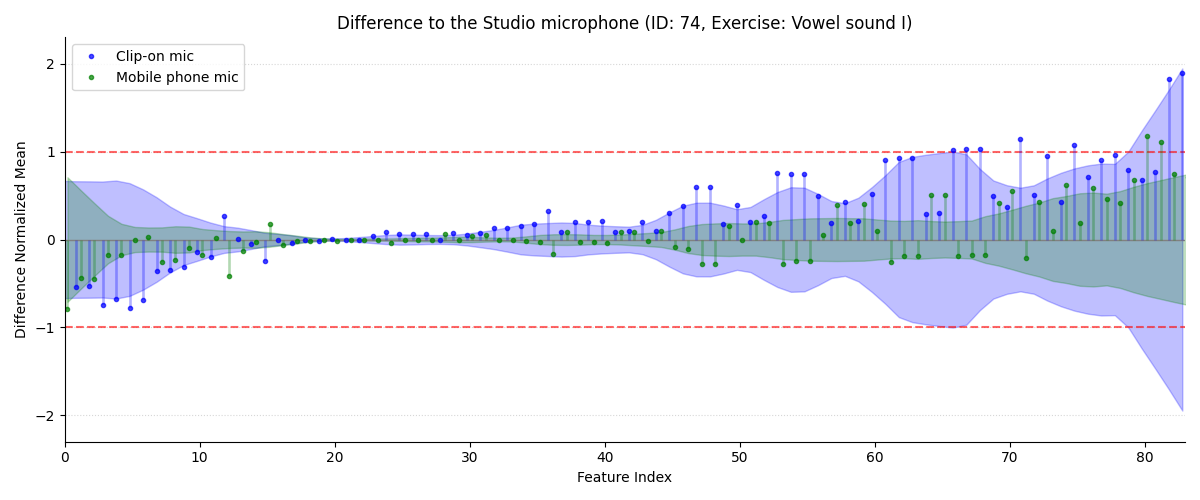 Difference to the Studio microphone (ID: 74, Exercise: Vowel sound I)
Clip-on mic
Mobile phone mic
Difference Normalized Mean
2
1
0
−1
−2
0 10 20 30 40 50 60 70 80
Feature Index